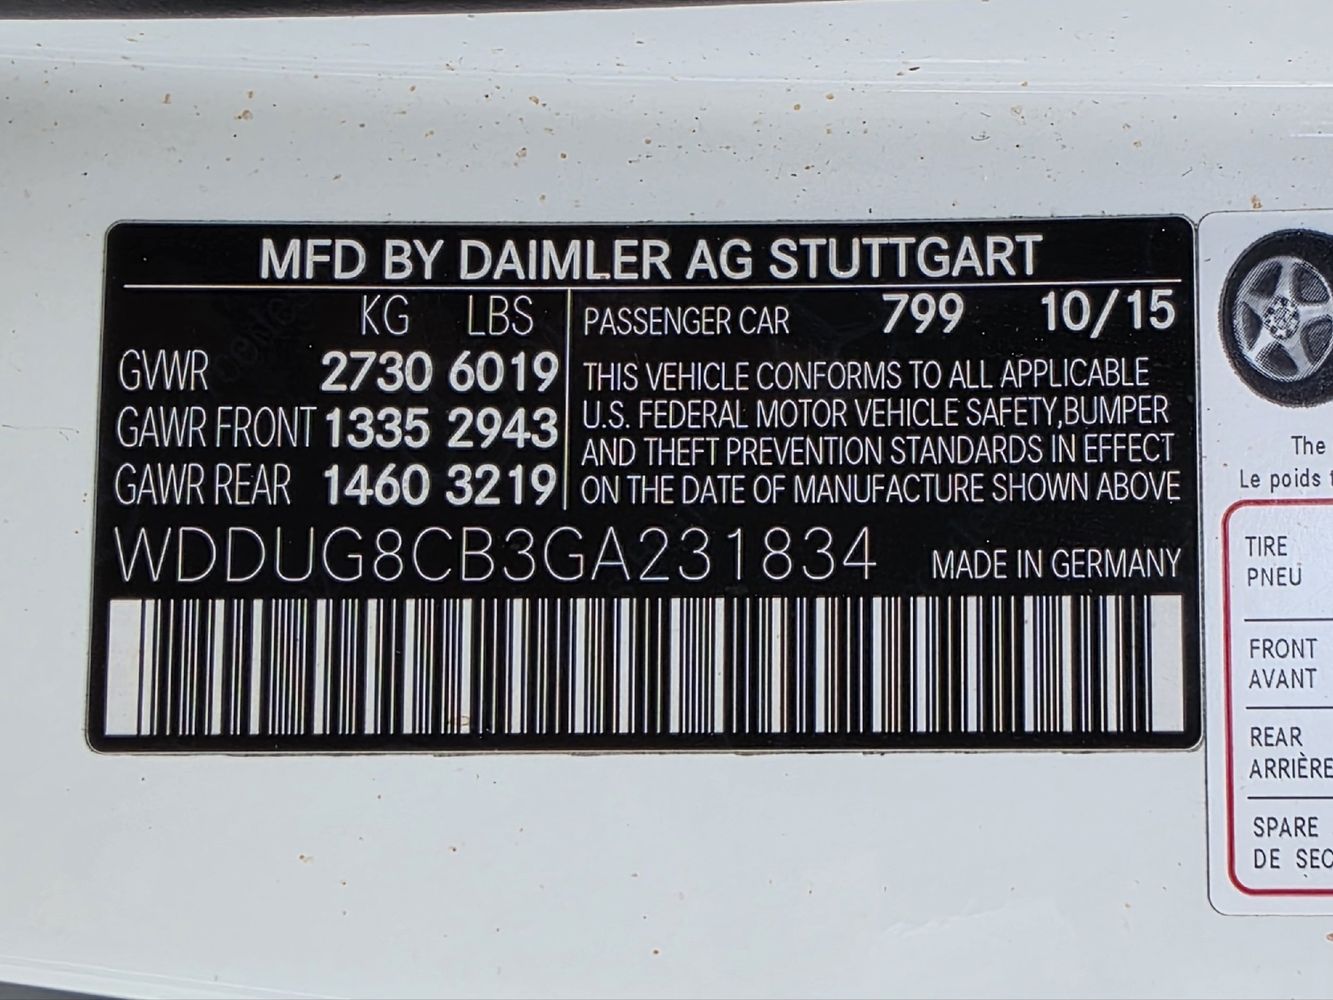 MFD BY DAIMLER AG STUTTGART
KG LBS
GVWR 2730 6019
GAWR FRONT 1335 2943
GAWR REAR 1460 3219
PASSENGER CAR 799 10/15
THIS VEHICLE CONFORMS TO ALL APPLICABLE
U.S. FEDERAL MOTOR VEHICLE SAFETY,BUMPER
AND THEFT PREVENTION STANDARDS IN EFFECT
ON THE DATE OF MANUFACTURE SHOWN ABOVE
WDDUG8CB3GA231834 MADE IN GERMANY
The
Le poids
TIRE
PNEU
FRONT
AVANT
REAR
ARRIÈRE
SPARE
DE SEC